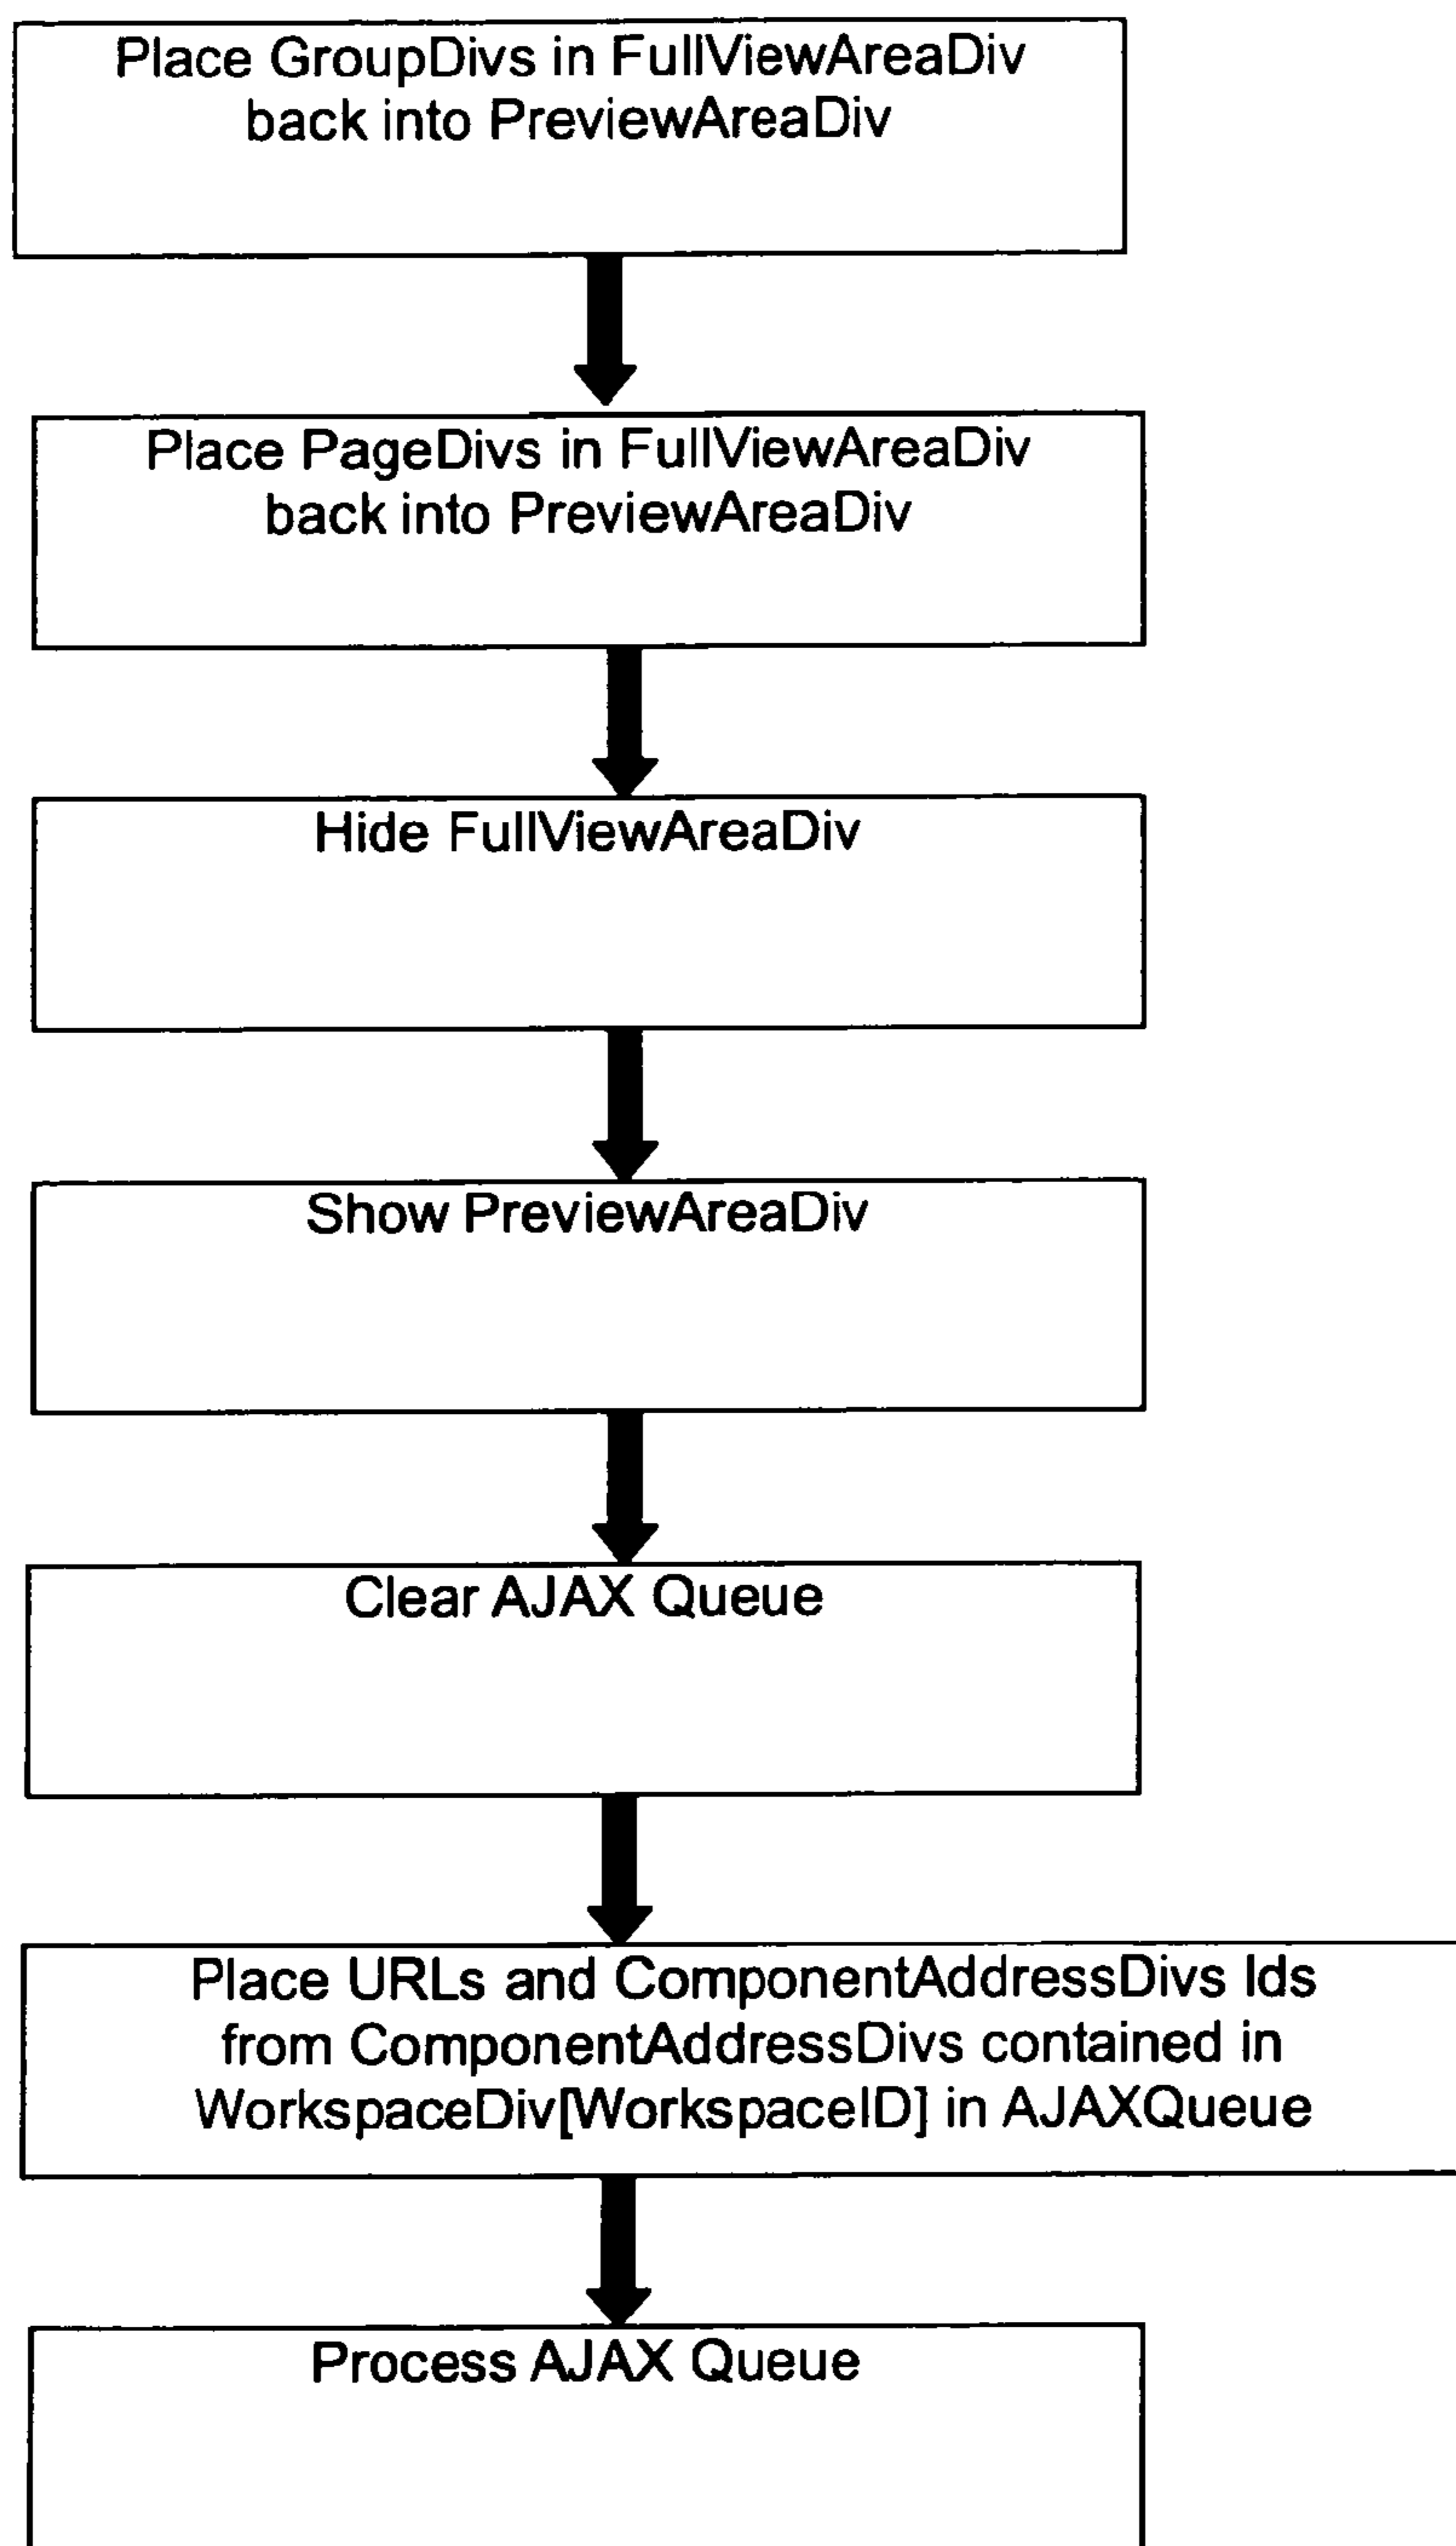 Place GroupDivs in FullViewAreaDiv
back into PreviewAreaDiv
Place PageDivs in FullViewAreaDiv
back into PreviewAreaDiv
Hide FullViewAreaDiv
Show PreviewAreaDiv
Clear AJAX Queue
Place URLs and ComponentAddressDivs Ids
from ComponentAddressDivs contained in
WorkspaceDiv[WorkspaceID] in AJAXQueue
Process AJAX Queue